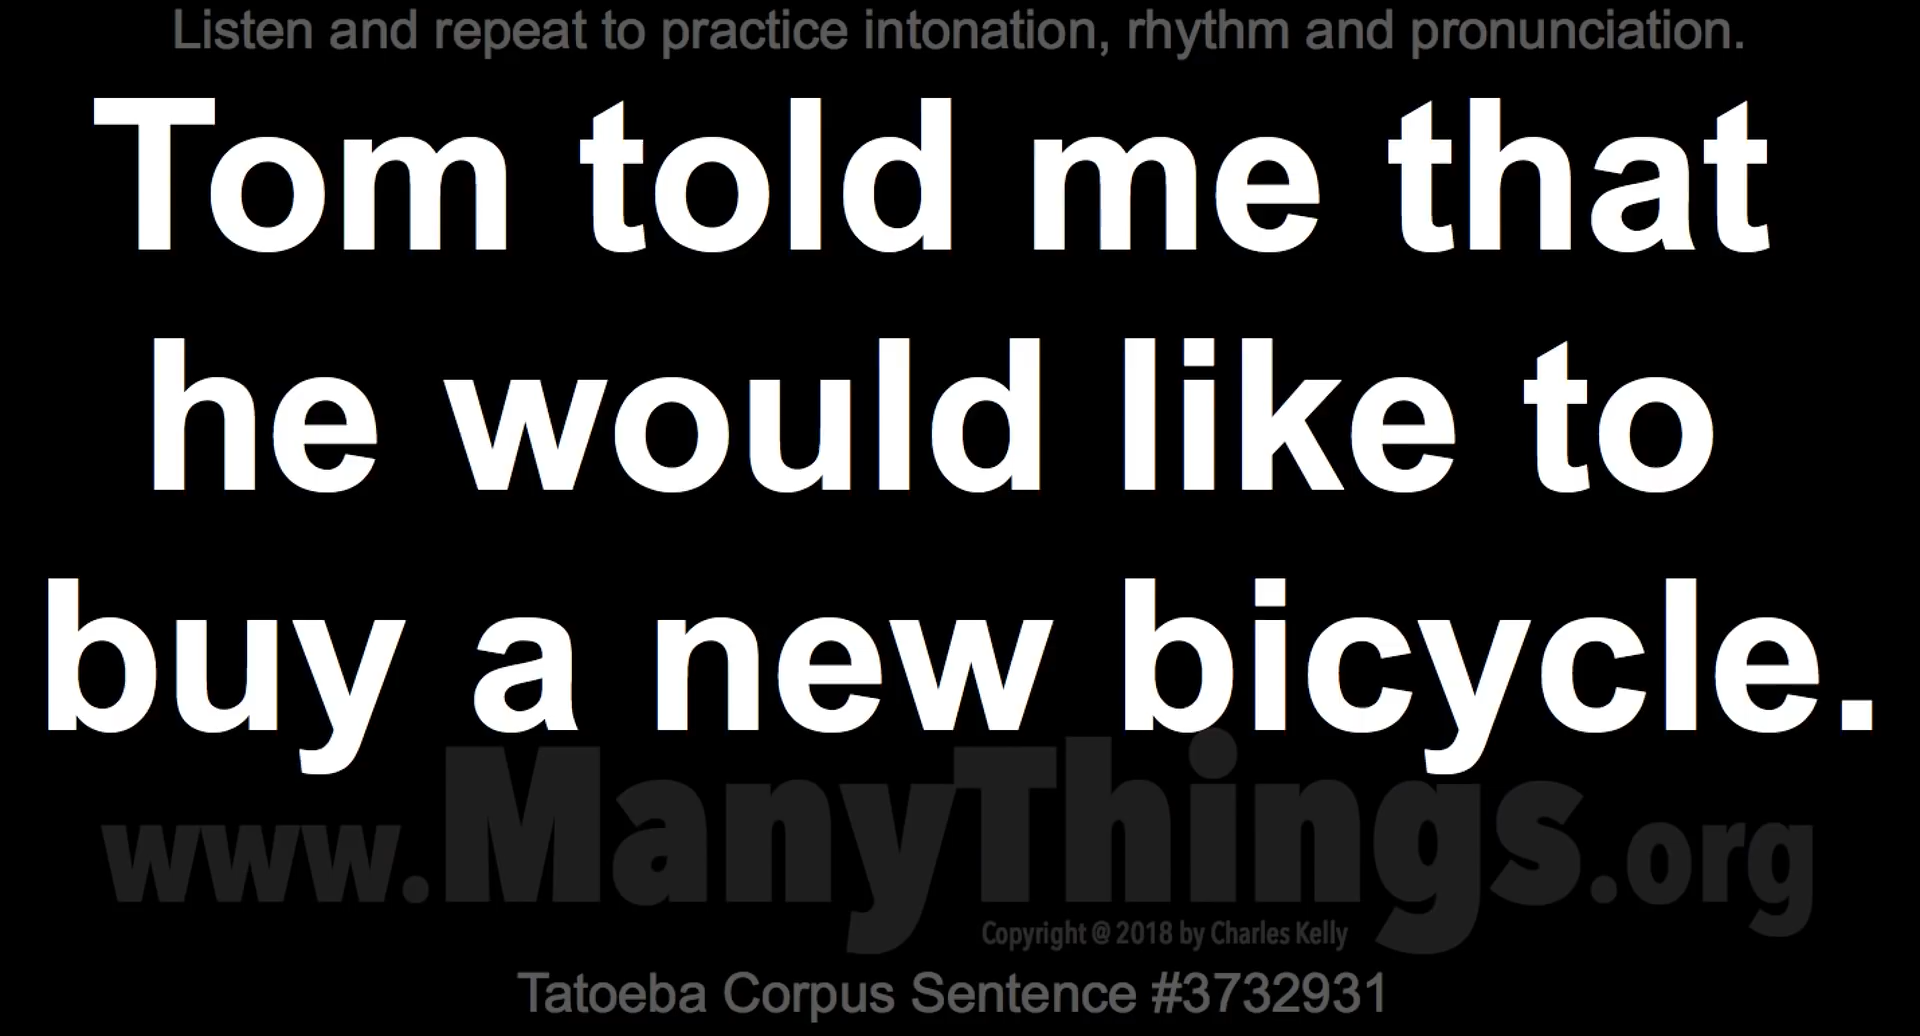 Listen and repeat to practice intonation, rhythm and pronunciation.
Tom told me that
he would like to
buy a new bicycle.
www.ManyThings.org
Copyright @ 2018 by Charles Kelly
Tatoeba Corpus Sentence #3732931